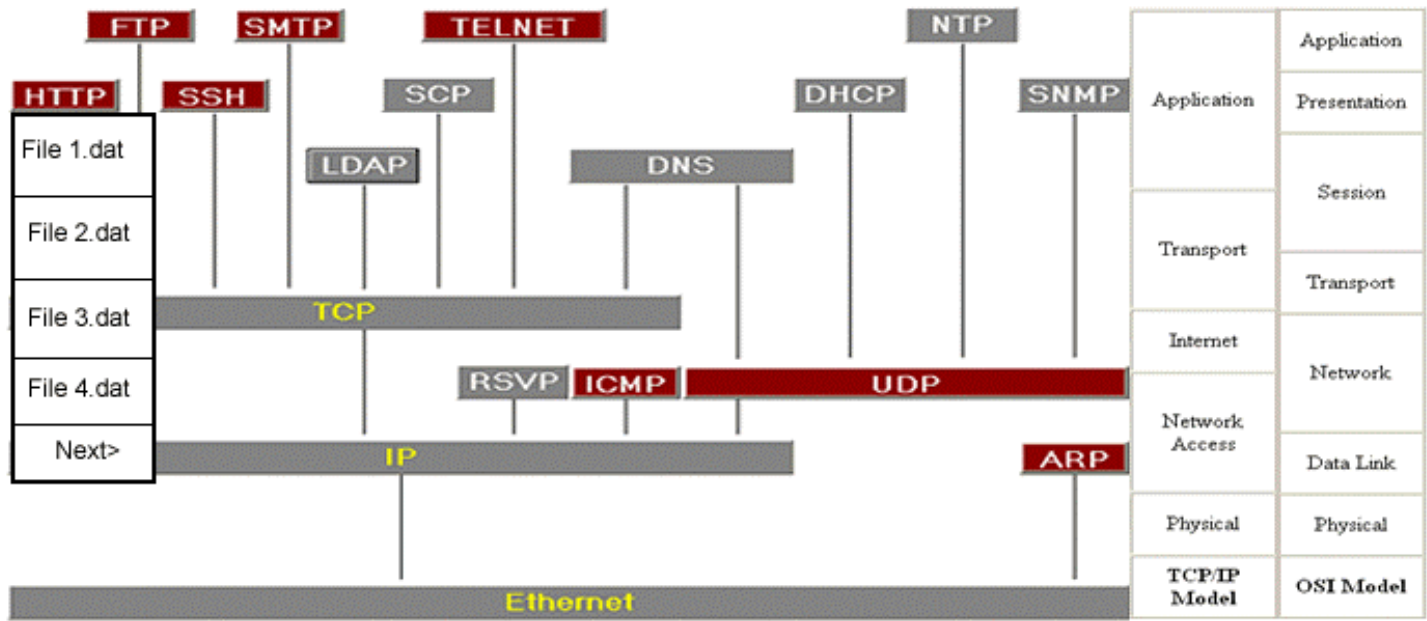 FTP
SMTP
TELNET
NTP
HTTP
SSH
SCP
DHCP
SNMP
File 1.dat
LDAP
DNS
File 2.dat
File 3.dat
TCP
File 4.dat
RSVP
ICMP
UDP
Next>
IP
ARP
Ethernet
Application
Transport
Internet
Network
Access
Physical
TCP/IP
Model
Application
Presentation
Session
Transport
Network
Data Link
Physical
OSI Model